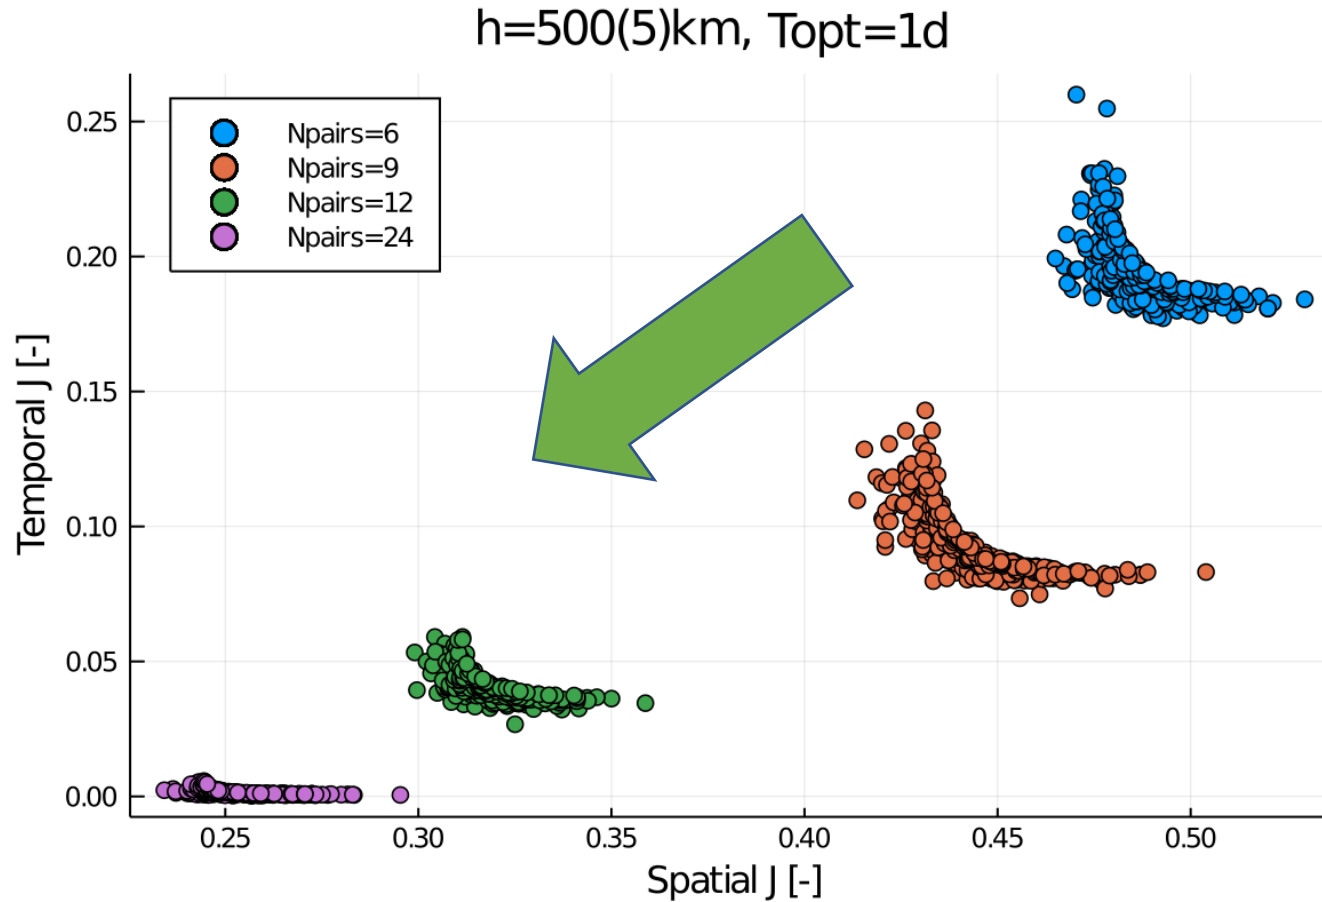 h=500(5)km, Topt=1d
Npairs=6
Npairs=9
Npairs=12
Npairs=24
Temporal J [-]
0.25
0.20
0.15
0.10
0.05
0.00
0.25 0.30 0.35 0.40 0.45 0.50
Spatial J [-]